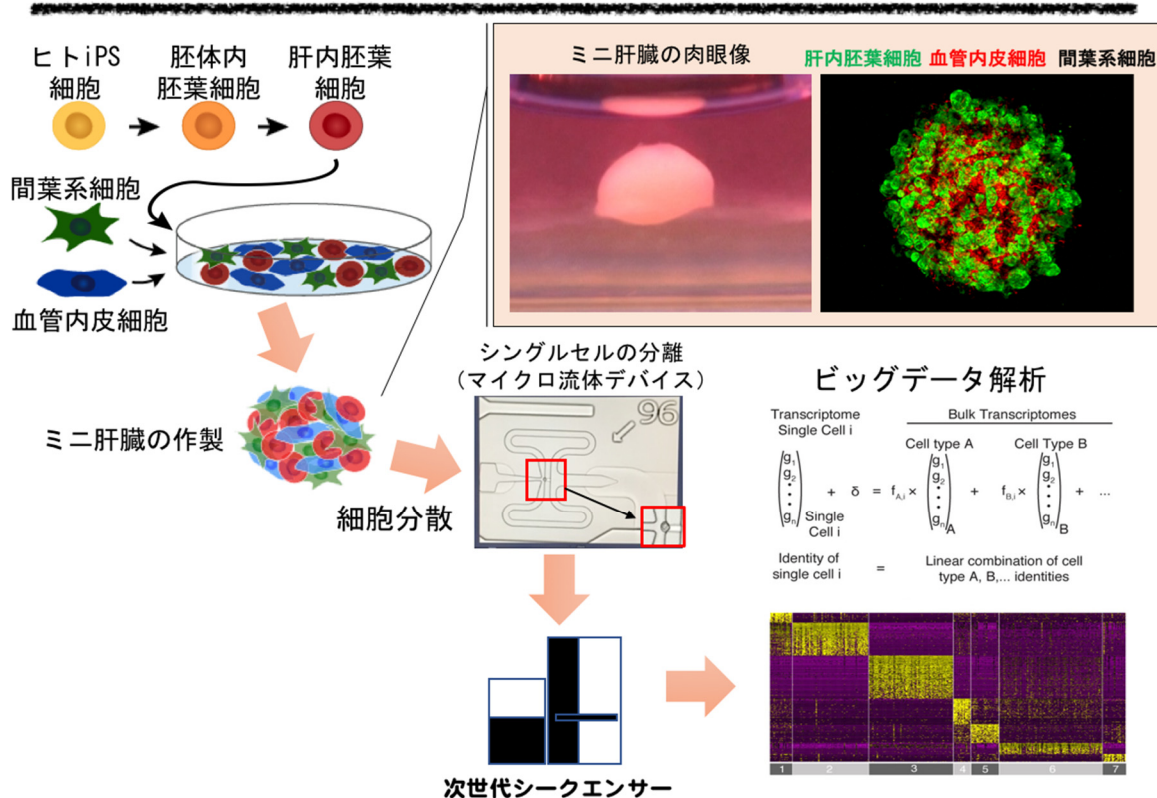 ヒトiPS
細胞
胚体内
胚葉細胞
肝内胚葉
細胞
間葉系細胞
血管内皮細胞
ミニ肝臓の肉眼像
肝内胚葉細胞 血管内皮細胞 間葉系細胞
ミニ肝臓の作製
細胞分散
シングルセルの分離
(マイクロ流体デバイス)
96
次世代シークエンサー
ビッグデータ解析
Transcriptome
Single Cell i
Bulk Transcriptomes
Cell type A
Cell Type B
g1
g2
gn
Single
Cell i
+ δ = fA,i ×
g1
g2
gn
A
+ fB,i ×
g1
g2
gn
B
+ ...
Identity of
single cell i
=
Linear combination of cell
type A, B,... identities
1 2 3 4 5 6 7